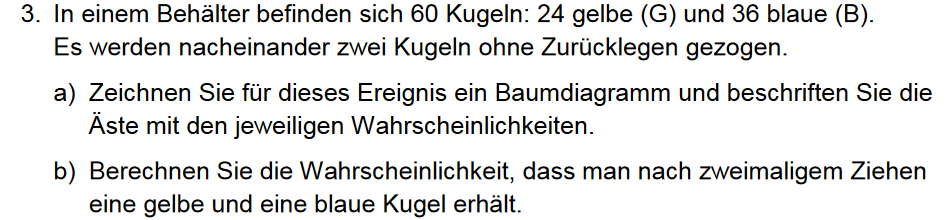 3. In einem Behälter befinden sich 60 Kugeln: 24 gelbe (G) und 36 blaue (B).
Es werden nacheinander zwei Kugeln ohne Zurücklegen gezogen.
a) Zeichnen Sie für dieses Ereignis ein Baumdiagramm und beschriften Sie die
Äste mit den jeweiligen Wahrscheinlichkeiten.
b) Berechnen Sie die Wahrscheinlichkeit, dass man nach zweimaligem Ziehen
eine gelbe und eine blaue Kugel erhält.